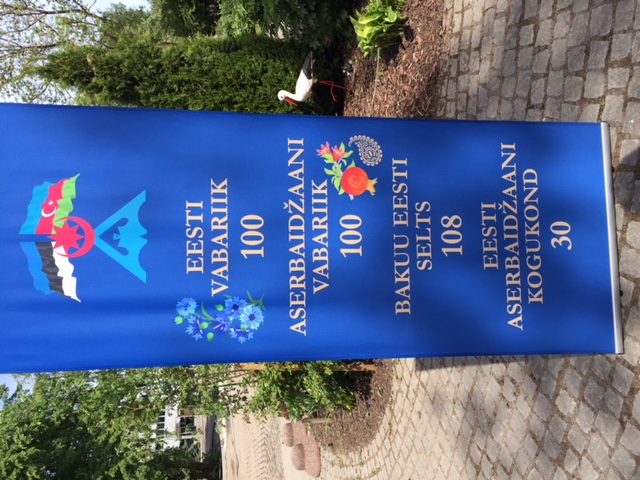 EESTI
VABARIIK
100
ASERBAIDŽAANI
VABARIIK
100
BAKUU EESTI
SELTS
108
EESTI
ASERBAIDŽAANI
KOGUKOND
30